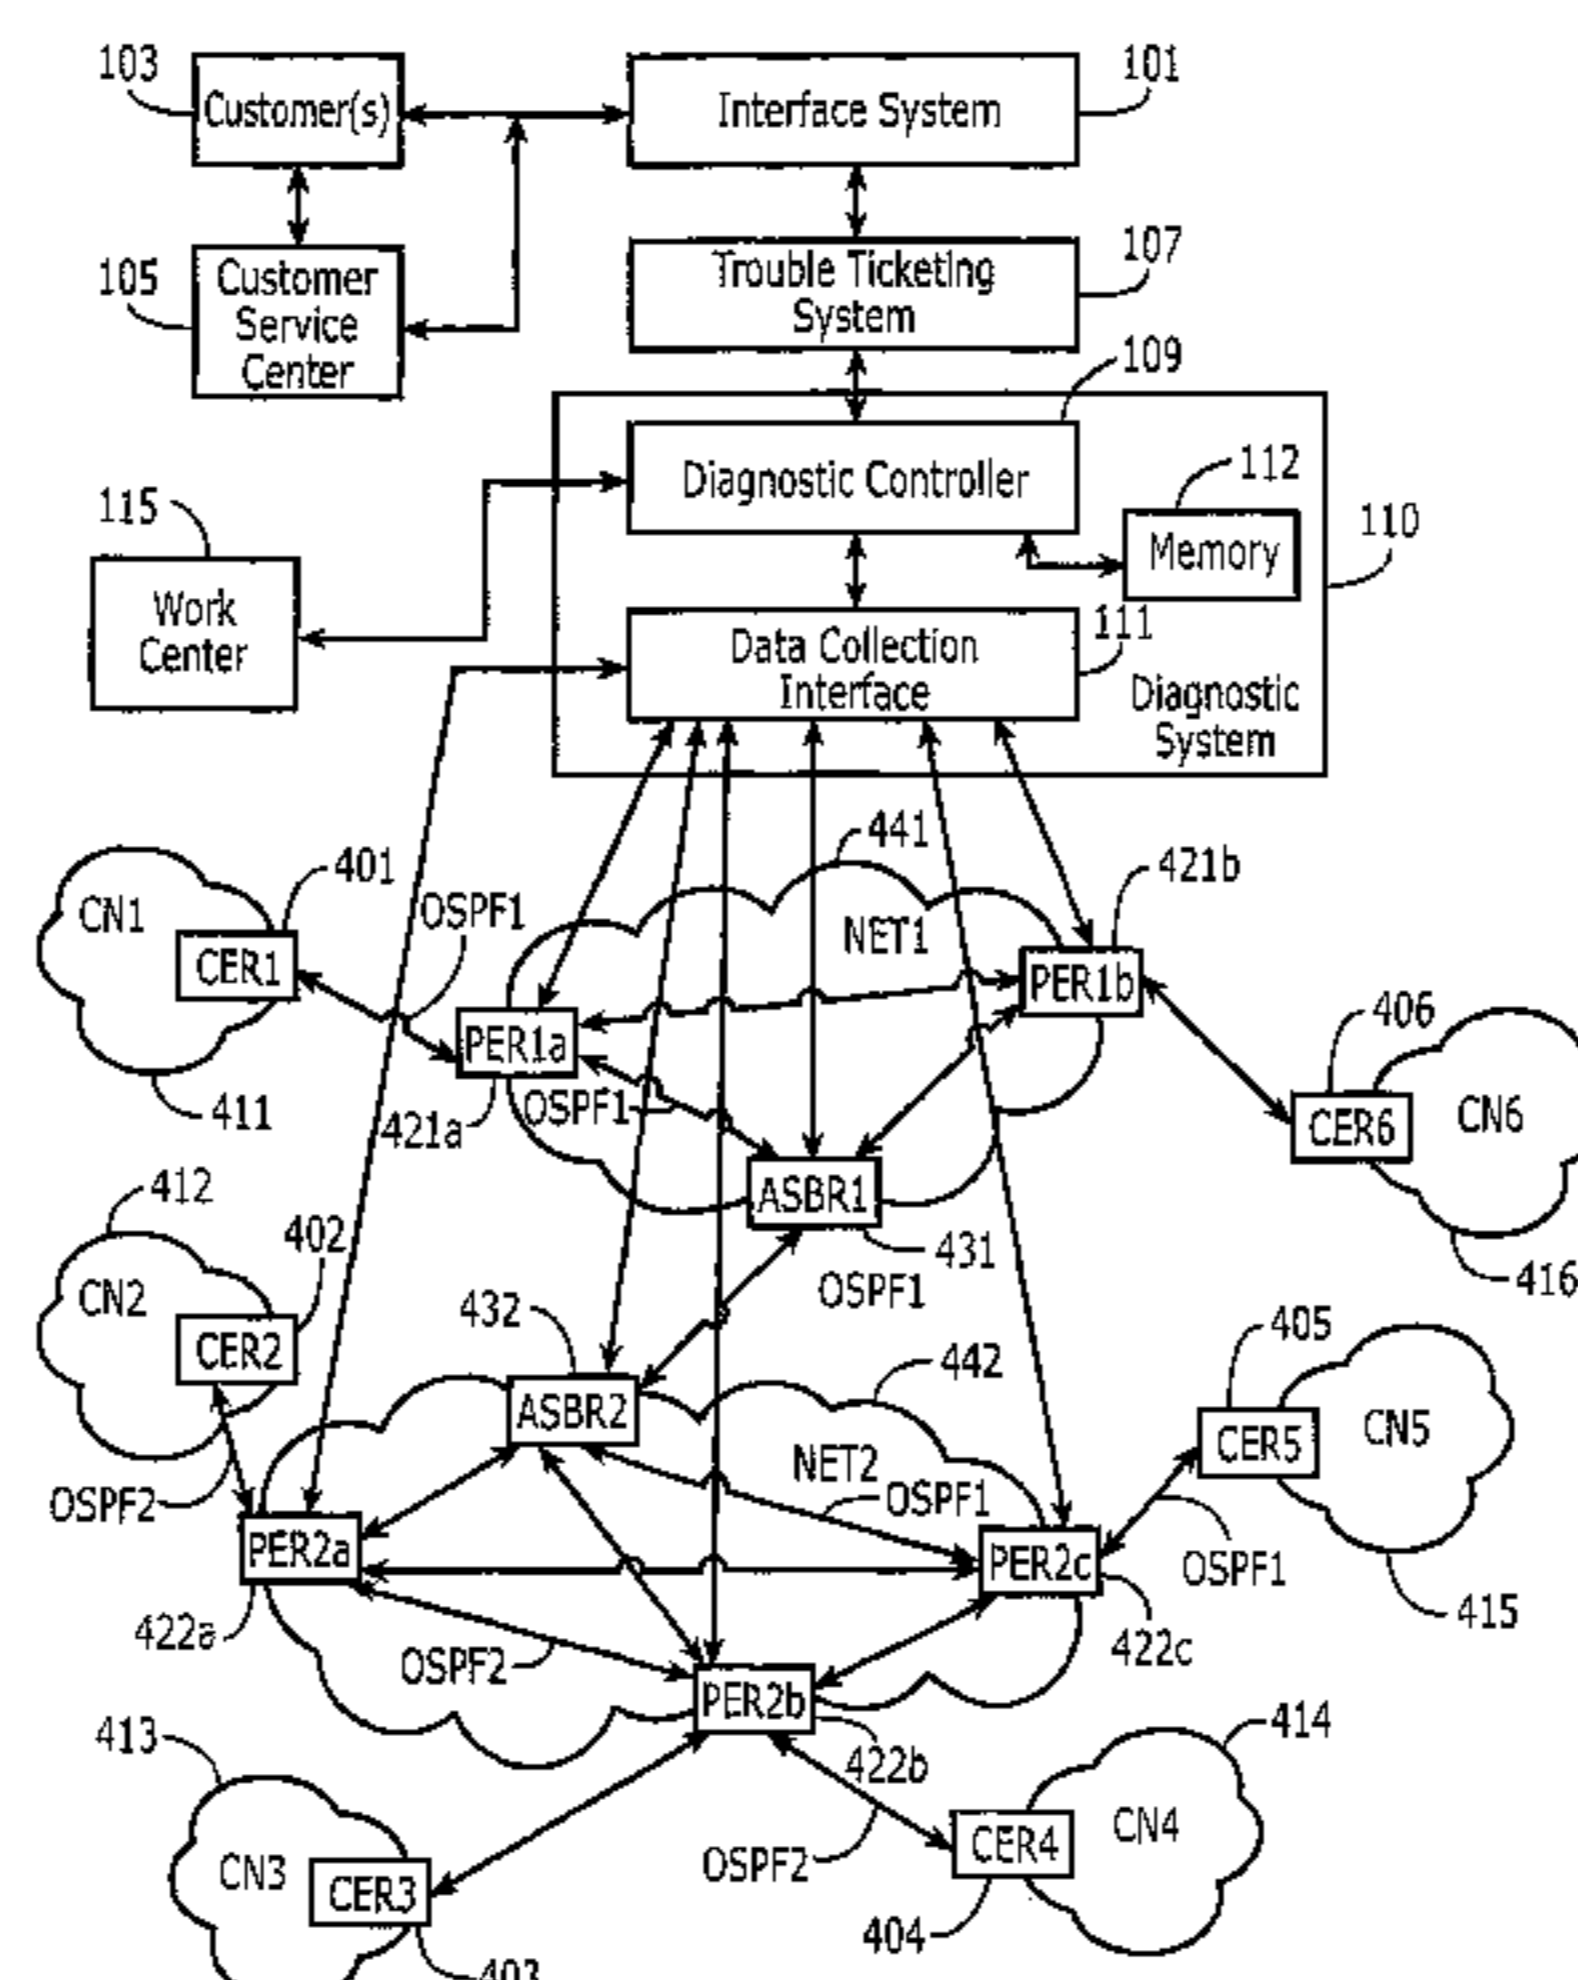 103
Customer(s)
Interface System
101
105
Customer
Service
Center
Trouble Ticketing
System
107
109
Diagnostic Controller
112
Memory
110
115
Work
Center
Data Collection
Interface
111
Diagnostic
System
441
401
421b
CN1
OSPF1
NET1
CER1
PER1b
406
PER1a
411
421a
OSPF1
CN6
CER6
412
ASBR1
402
431
416
CN2
OSPF1
432
405
CER2
442
ASBR2
CN5
CER5
NET2
OSPF1
OSPF2
PER2a
PER2c
OSPF1
415
422a
422c
OSPF2
PER2b
413
414
422b
CN4
CER4
OSPF2
CN3
CER3
404
403